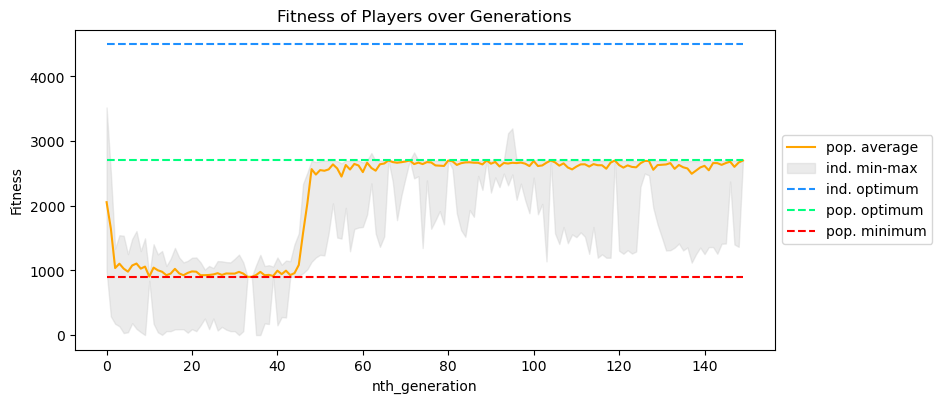 Fitness of Players over Generations
Fitness
4000
3000
2000
1000
0
0 20 40 60 80 100 120 140
nth_generation
pop. average
ind. min-max
ind. optimum
pop. optimum
pop. minimum